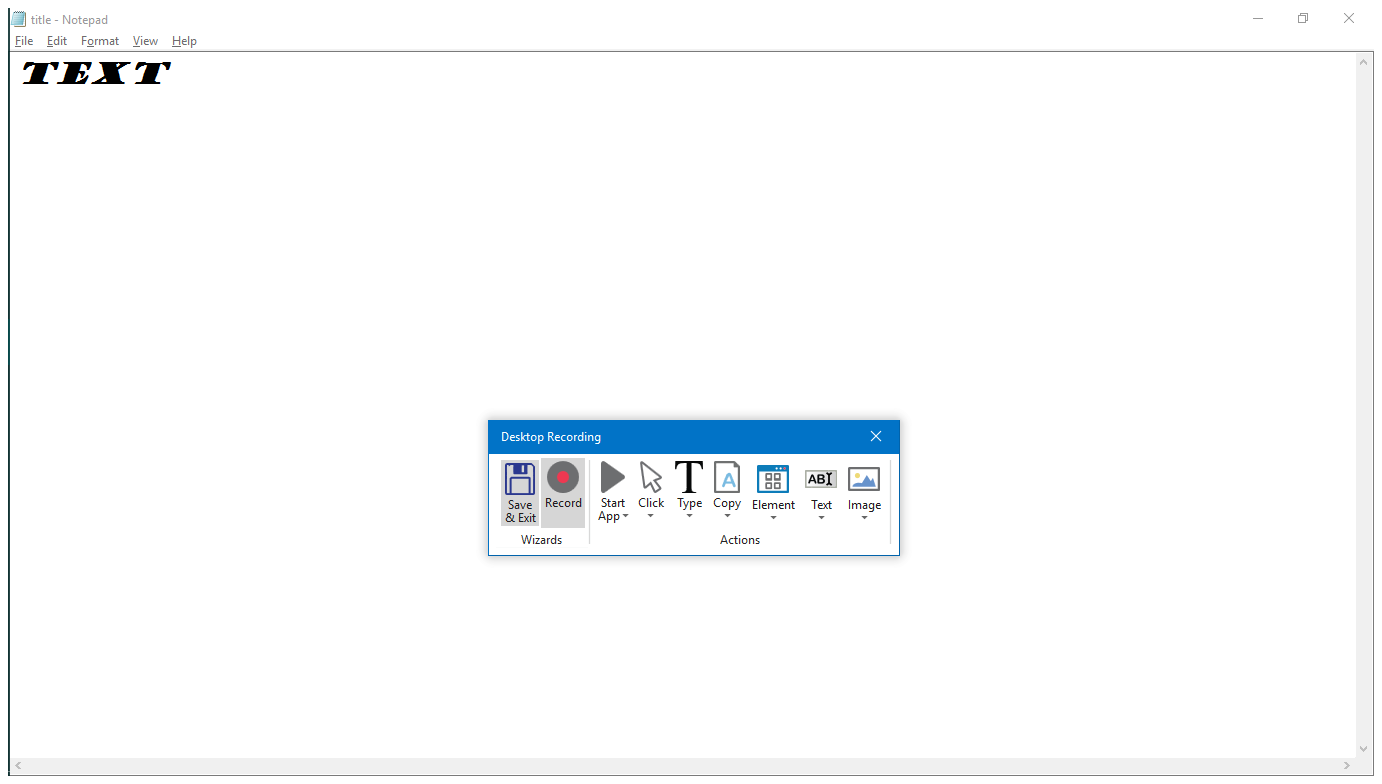 title - Notepad
File Edit Format View Help
TEXT
Desktop Recording
Save & Exit Record Start App Click Type Copy Element Text Image
T A ABI
Wizards Actions